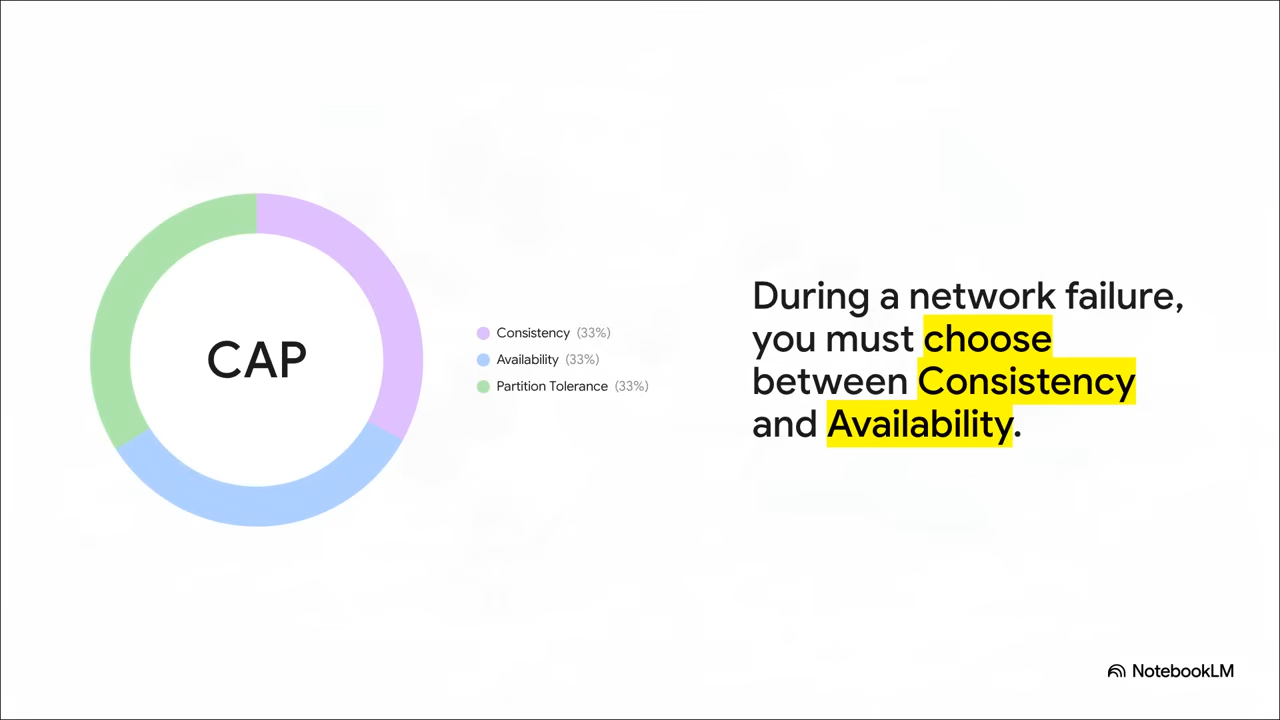 CAP
Consistency (33%)
Availability (33%)
Partition Tolerance (33%)
During a network failure,
you must choose
between Consistency
and Availability.
NotebookLM